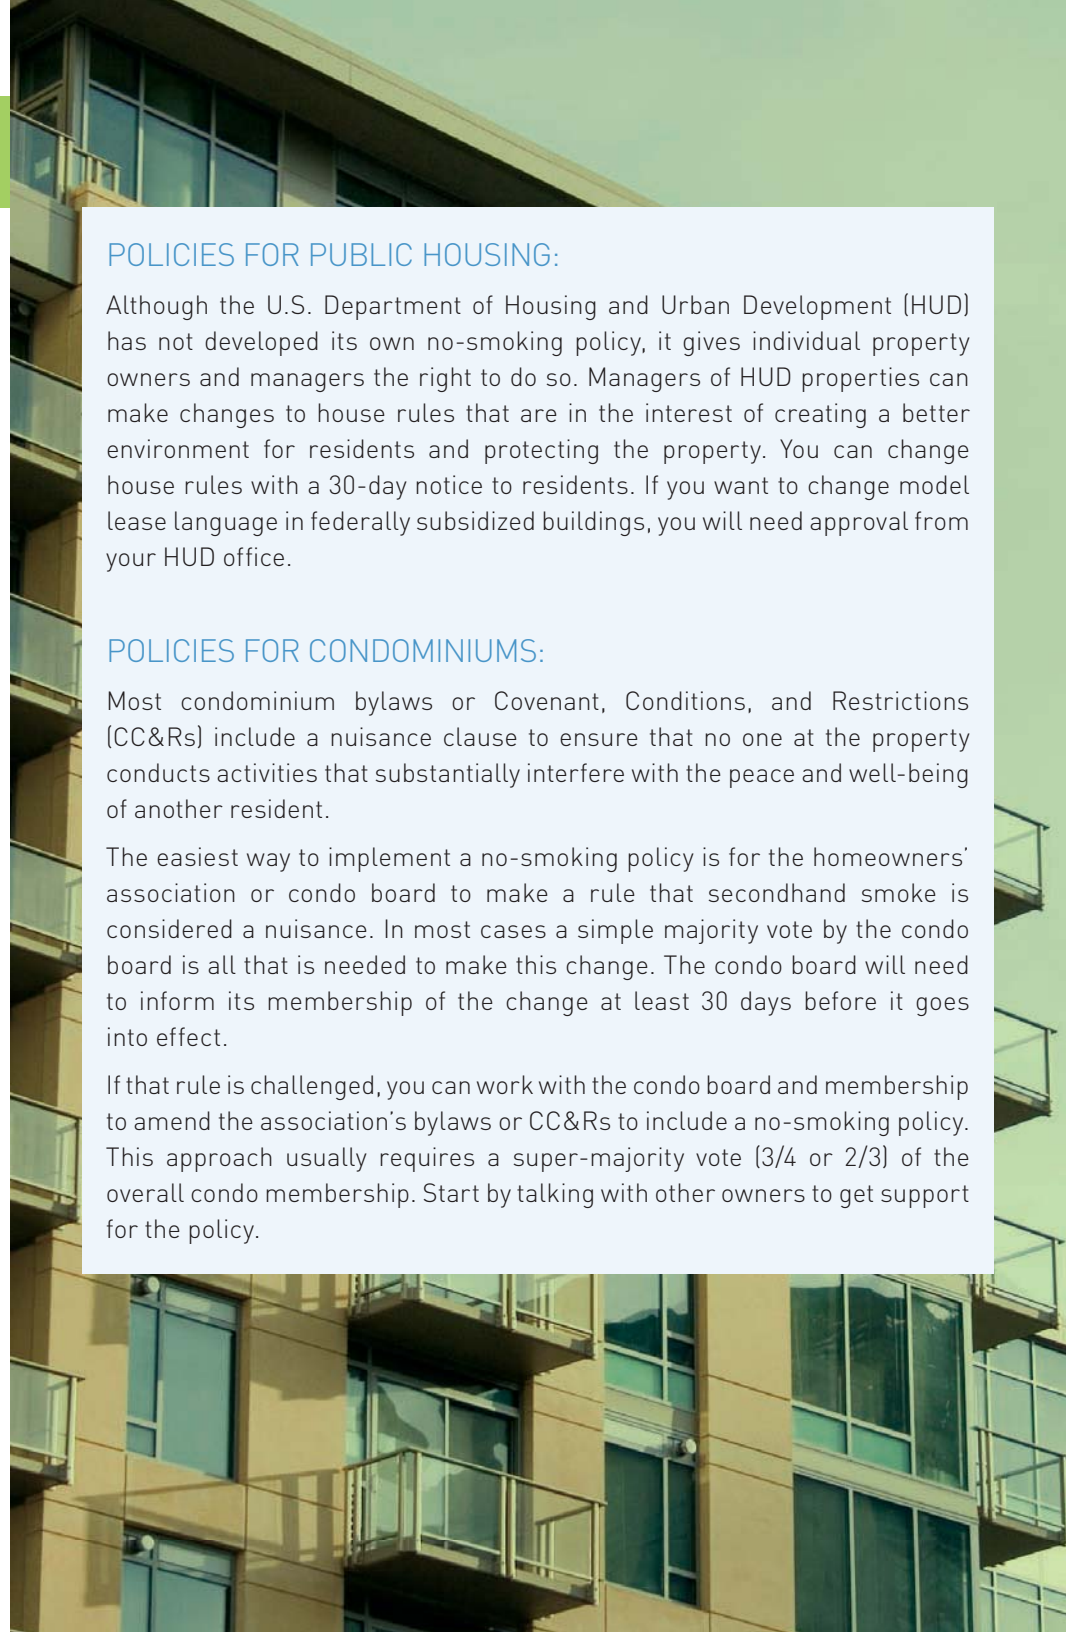 POLICIES FOR PUBLIC HOUSING:
Although the U.S. Department of Housing and Urban Development (HUD)
has not developed its own no-smoking policy, it gives individual property
owners and managers the right to do so. Managers of HUD properties can
make changes to house rules that are in the interest of creating a better
environment for residents and protecting the property. You can change
house rules with a 30-day notice to residents. If you want to change model
lease language in federally subsidized buildings, you will need approval from
your HUD office.
POLICIES FOR CONDOMINIUMS:
Most condominium bylaws or Covenant, Conditions, and Restrictions
(CC&Rs) include a nuisance clause to ensure that no one at the property
conducts activities that substantially interfere with the peace and well-being
of another resident.
The easiest way to implement a no-smoking policy is for the homeowners’
association or condo board to make a rule that secondhand smoke is
considered a nuisance. In most cases a simple majority vote by the condo
board is all that is needed to make this change. The condo board will need
to inform its membership of the change at least 30 days before it goes
into effect.
If that rule is challenged, you can work with the condo board and membership
to amend the association’s bylaws or CC&Rs to include a no-smoking policy.
This approach usually requires a super-majority vote (3/4 or 2/3) of the
overall condo membership. Start by talking with other owners to get support
for the policy.